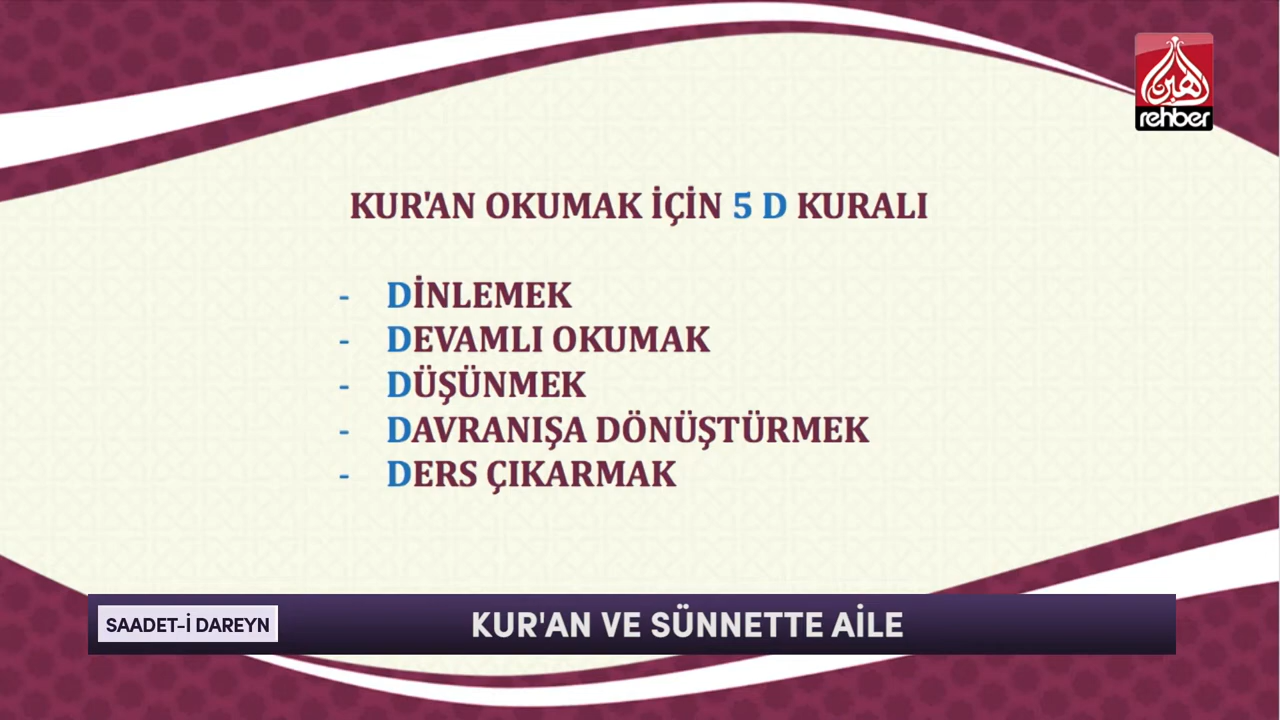 رهبر
rehber
KUR'AN OKUMAK İÇİN 5 D KURALI
- DİNLEMEK
- DEVAMLI OKUMAK
- DÜŞÜNMEK
- DAVRANIŞA DÖNÜŞTÜRMEK
- DERS ÇIKARMAK
SAADET-İ DAREYN
KUR'AN VE SÜNNETTE AİLE